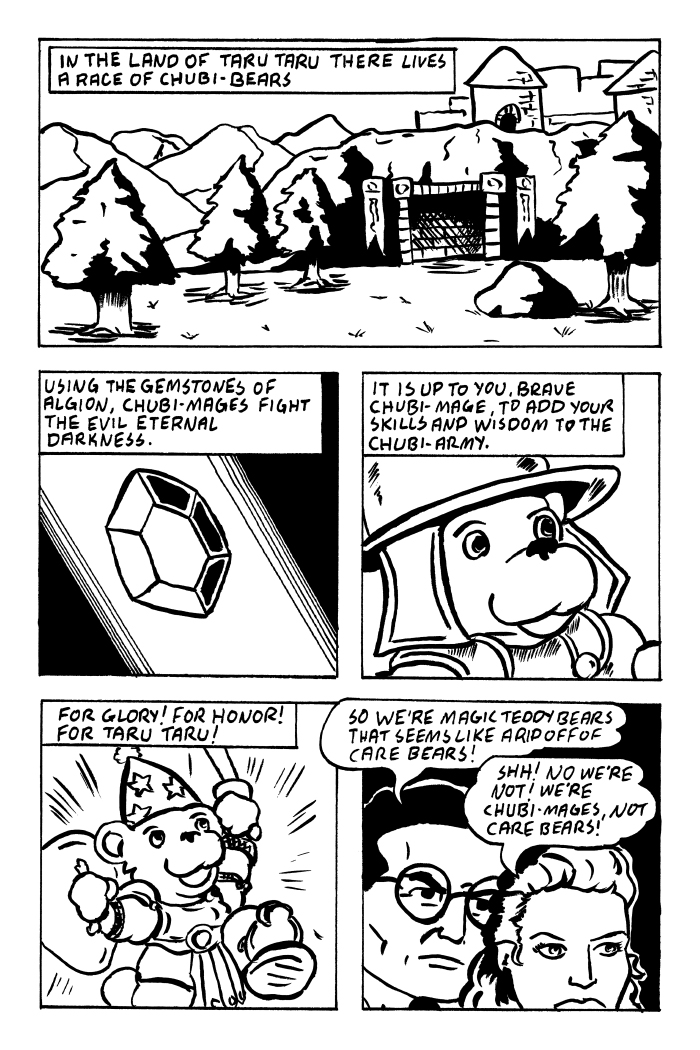 IN THE LAND OF TARU TARU THERE LIVES
A RACE OF CHUBI-BEARS
USING THE GEMSTONES OF
ALGION, CHUBI-MAGES FIGHT
THE EVIL ETERNAL
DARKNESS.
IT IS UP TO YOU, BRAVE
CHUBI-MAGE, TO ADD YOUR
SKILLS AND WISDOM TO THE
CHUBI-ARMY.
FOR GLORY! FOR HONOR!
FOR TARU TARU!
SO WE'RE MAGIC TEDDY BEARS
THAT SEEMS LIKE A RIP OFF OF
CARE BEARS!
SHH! NO WE'RE
NOT! WE'RE
CHUBI-MAGES, NOT
CARE BEARS!